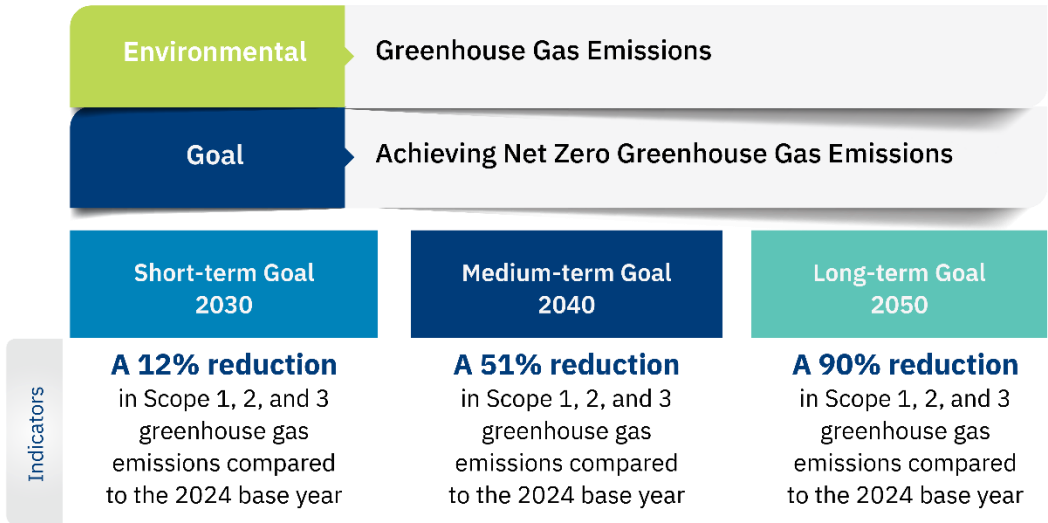 Environmental
Greenhouse Gas Emissions
Goal
Achieving Net Zero Greenhouse Gas Emissions
Short-term Goal
2030
Medium-term Goal
2040
Long-term Goal
2050
Indicators
A 12% reduction
in Scope 1, 2, and 3
greenhouse gas
emissions compared
to the 2024 base year
A 51% reduction
in Scope 1, 2, and 3
greenhouse gas
emissions compared
to the 2024 base year
A 90% reduction
in Scope 1, 2, and 3
greenhouse gas
emissions compared
to the 2024 base year